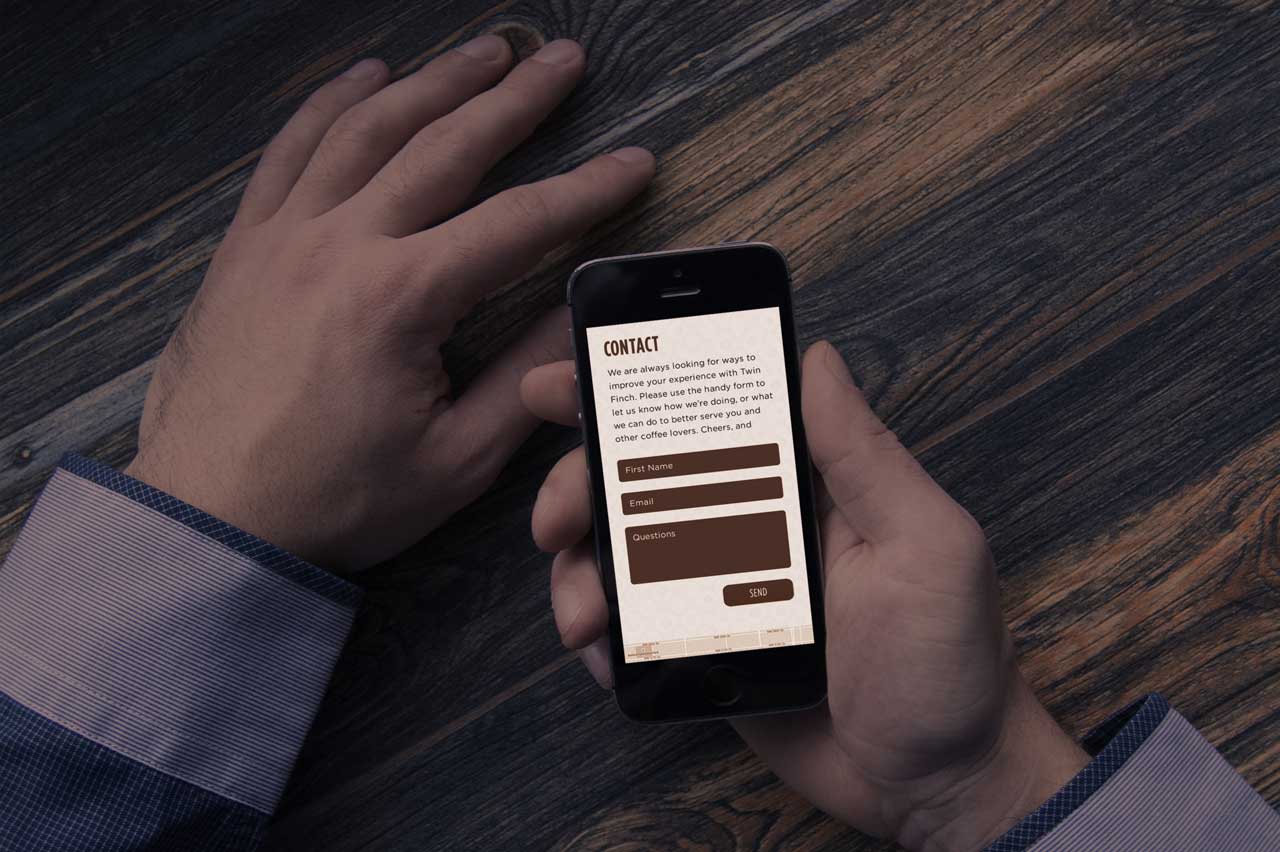 CONTACT
We are always looking for ways to
improve your experience with Twin
Finch. Please use the handy form to
let us know how we're doing, or what
we can do to better serve you and
other coffee lovers. Cheers, and
First Name
Email
Questions
SEND